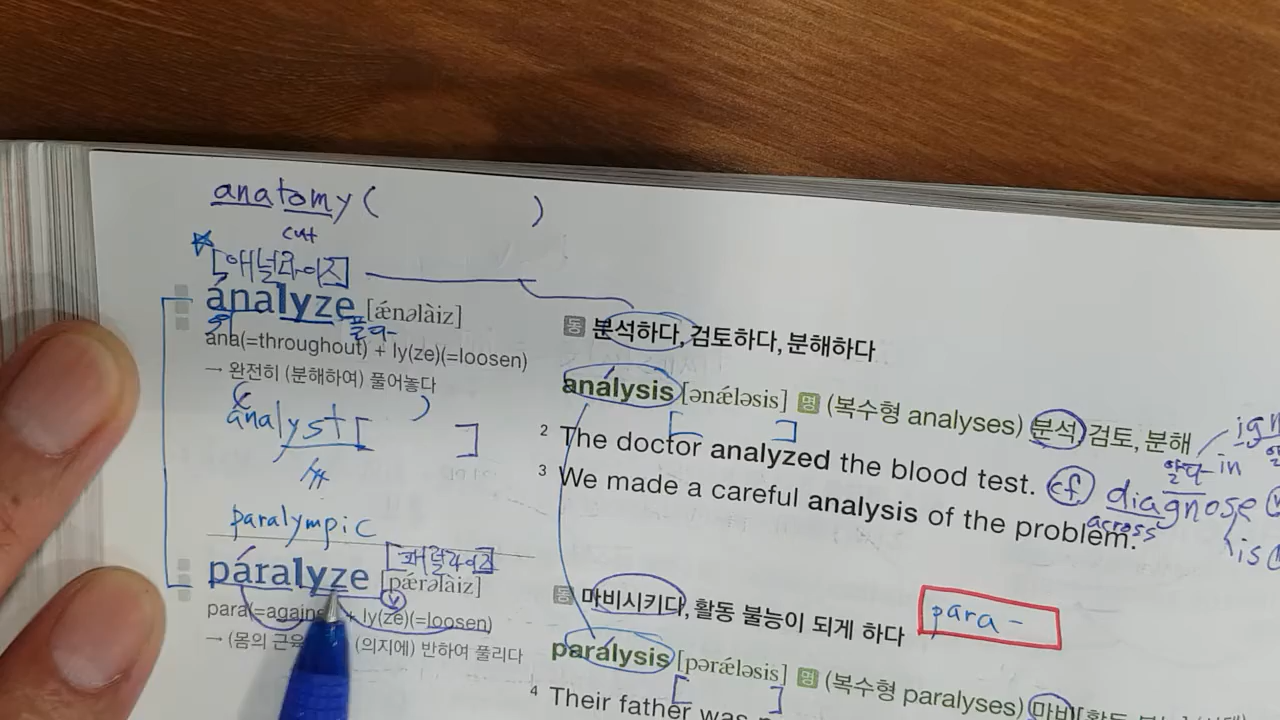 anatomy ( )
cut
[애널라이즈]
analyze [ǽnəlàiz]
풀다
ana(=throughout) + ly(ze)(=loosen)
→ 완전히 (분해하여) 풀어놓다
analyst [ ]
동 분석하다, 검토하다, 분해하다
analysis [ənǽləsis] 명 (복수형 analyses) 분석, 검토, 분해
2 The doctor analyzed the blood test.
3 We made a careful analysis of the problem.
cf diagnose
across
알다
in
paralympic
[패럴라이즈]
paralyze [pǽrəlàiz]
para(=agains + ly(ze)(=loosen)
→ (몸의 근육 (의지에) 반하여 풀리다
동 마비시키다, 활동 불능이 되게 하다
para-
paralysis [pərǽləsis] 명 (복수형 paralyses) 마비
4 Their father was